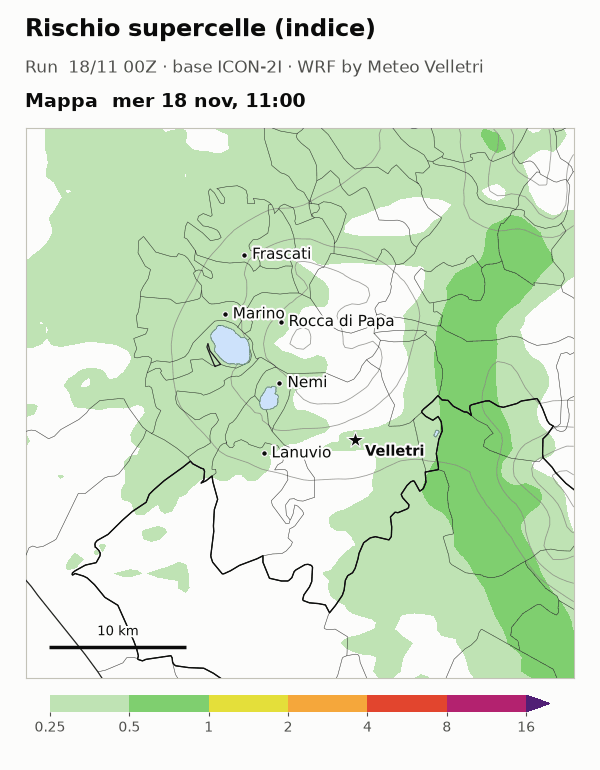 Rischio supercelle (indice)
Run  18/11 00Z · base ICON-2I · WRF by Meteo Velletri
Mappa  mer 18 nov, 11:00
Frascati
Marino
Rocca di Papa
Nemi
Velletri
Lanuvio
10 km
0.25 0.5 1 2 4 8 16